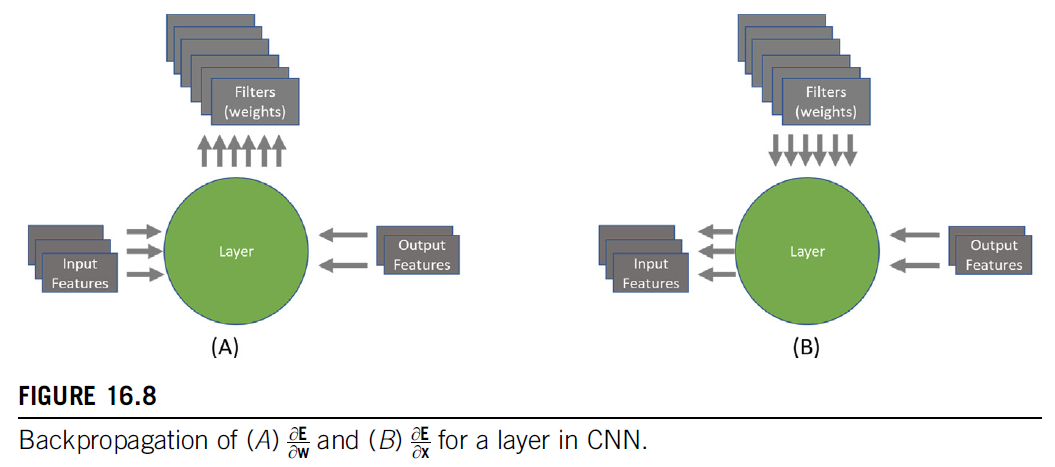 Filters
(weights)
Layer
Input
Features
Output
Features
(A)
Filters
(weights)
Layer
Input
Features
Output
Features
(B)
FIGURE 16.8
Backpropagation of (A) ∂E/∂w and (B) ∂E/∂x for a layer in CNN.